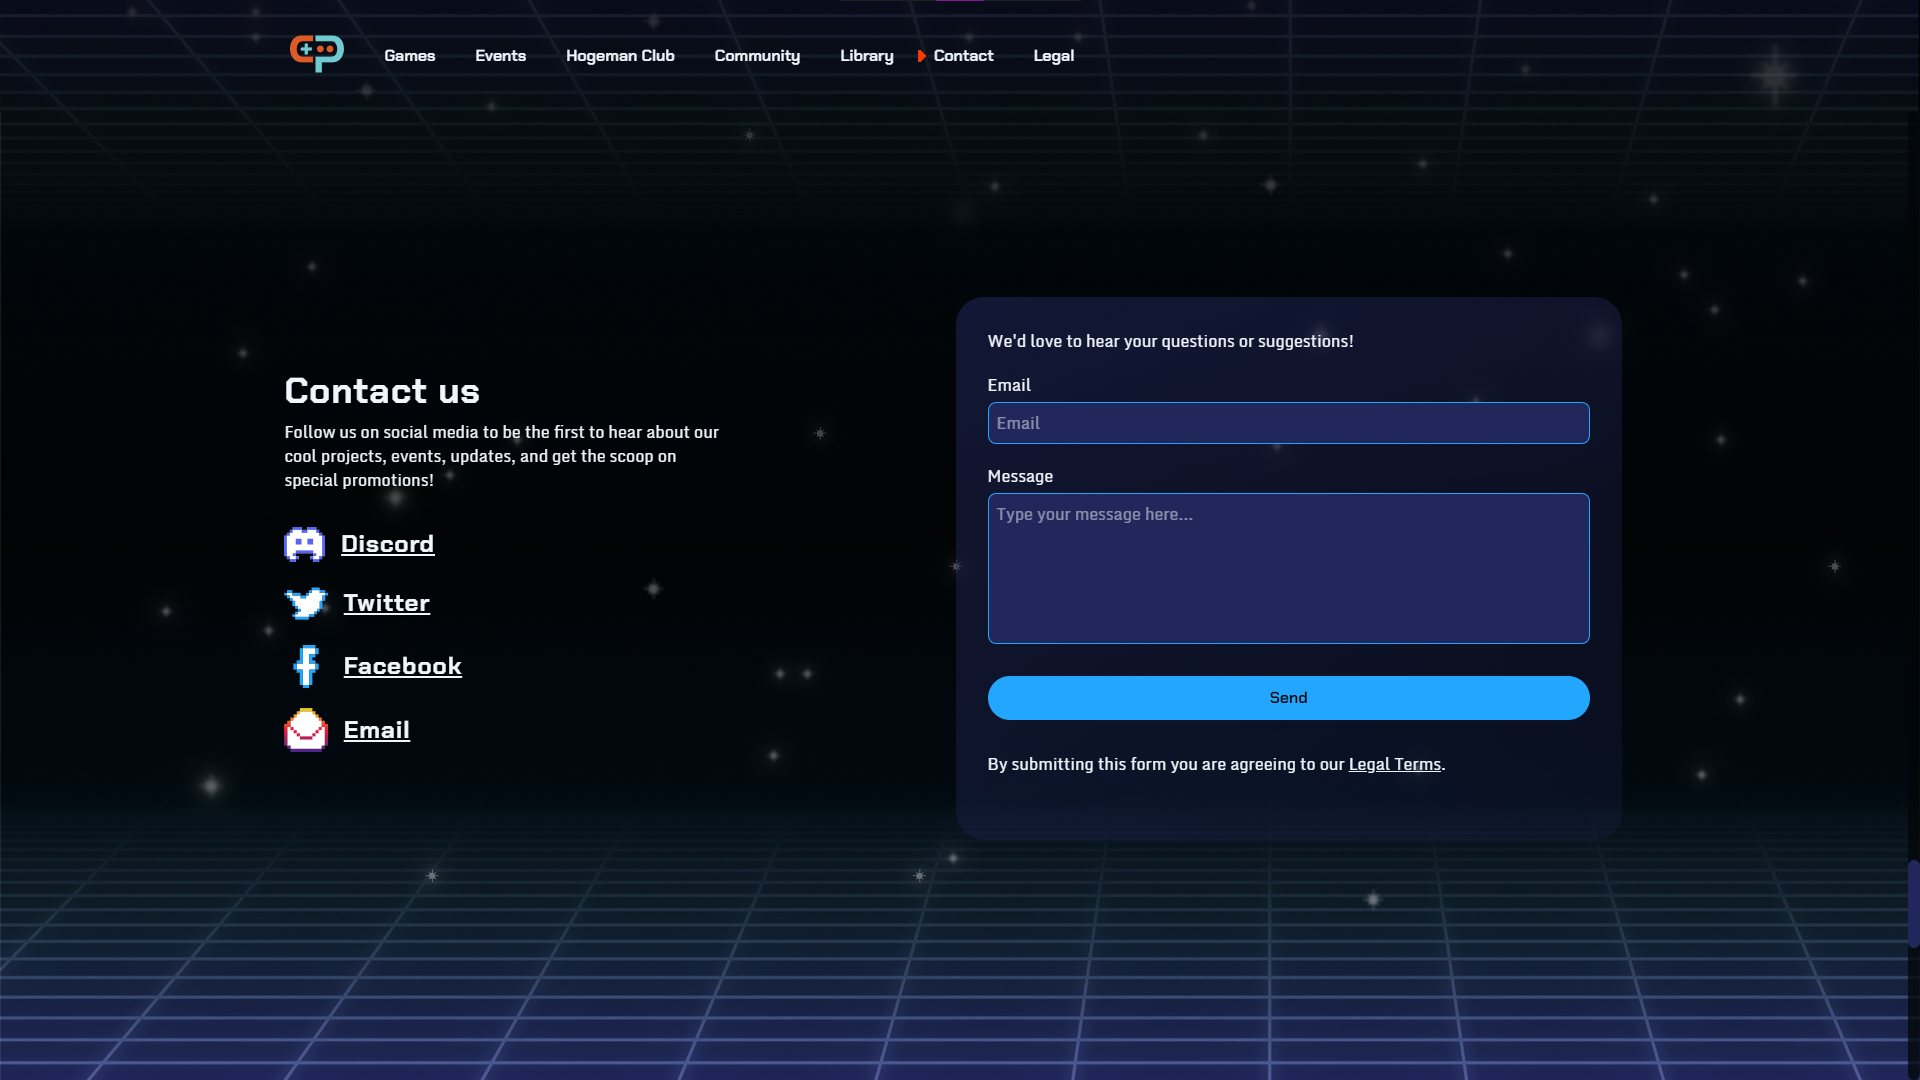 Games
Events
Hogeman Club
Community
Library
Contact
Legal
Contact us
Follow us on social media to be the first to hear about our
cool projects, events, updates, and get the scoop on
special promotions!
Discord
Twitter
Facebook
Email
We'd love to hear your questions or suggestions!
Email
Email
Message
Type your message here...
Send
By submitting this form you are agreeing to our Legal Terms.